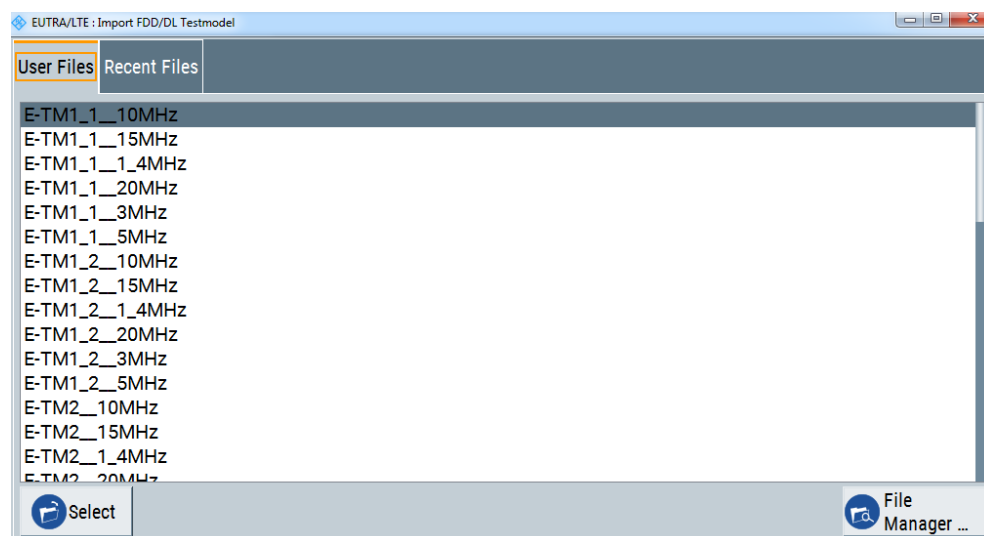 EUTRA/LTE : Import FDD/DL Testmodel
User Files Recent Files
E-TM1_1__10MHz
E-TM1_1__15MHz
E-TM1_1__1_4MHz
E-TM1_1__20MHz
E-TM1_1__3MHz
E-TM1_1__5MHz
E-TM1_2__10MHz
E-TM1_2__15MHz
E-TM1_2__1_4MHz
E-TM1_2__20MHz
E-TM1_2__3MHz
E-TM1_2__5MHz
E-TM2__10MHz
E-TM2__15MHz
E-TM2__1_4MHz
E-TM2__20MHz
Select
File
Manager ...